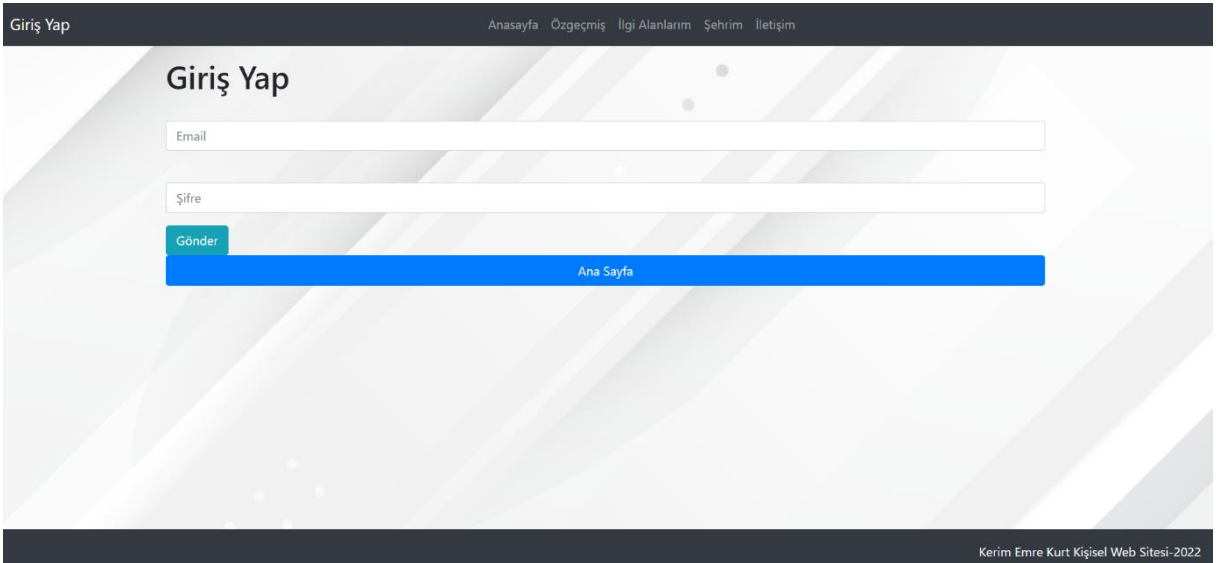 Giriş Yap
Anasayfa Özgeçmiş İlgi Alanlarım Şehrim İletişim
Giriş Yap
Email
Şifre
Gönder
Ana Sayfa
Kerim Emre Kurt Kişisel Web Sitesi-2022